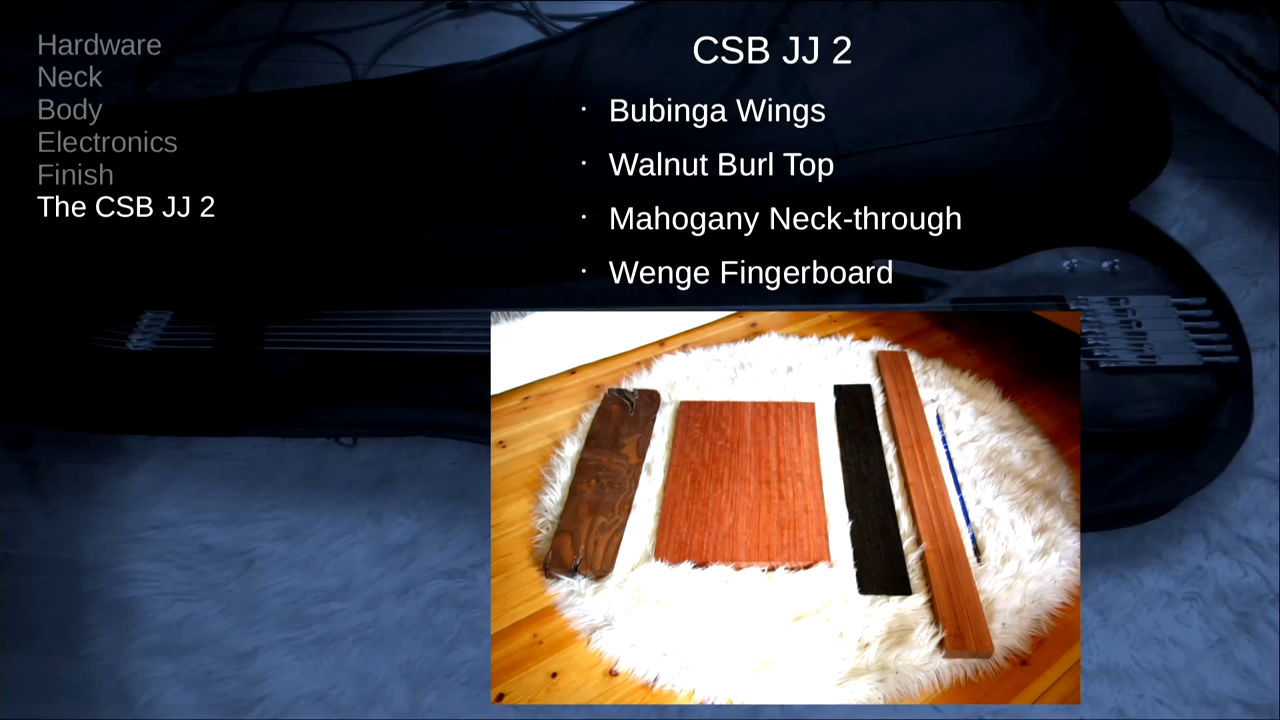 Hardware
Neck
Body
Electronics
Finish
The CSB JJ 2
CSB JJ 2
· Bubinga Wings
· Walnut Burl Top
· Mahogany Neck-through
· Wenge Fingerboard